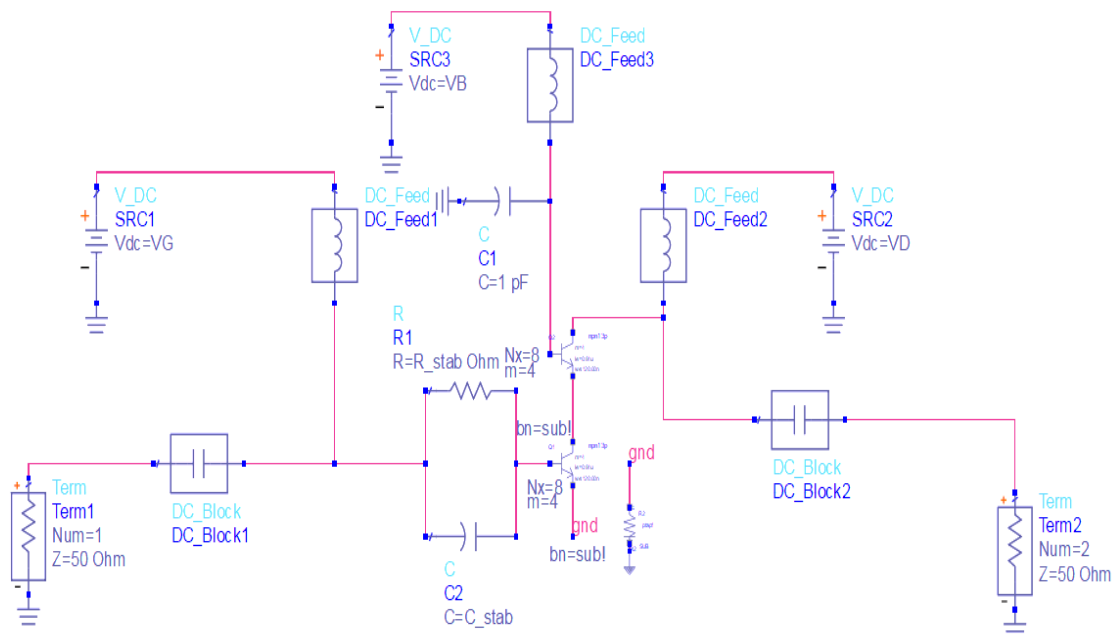 V_DC
SRC3
Vdc=VB
DC_Feed
DC_Feed3
V_DC
SRC1
Vdc=VG
DC_Feed
DC_Feed1
C
C1
C=1 pF
DC_Feed
DC_Feed2
V_DC
SRC2
Vdc=VD
R
R1
R=R_stab Ohm
Nx=8
m=4
bn=sub!
Nx=8
m=4
gnd
bn=sub!
gnd
Term
Term1
Num=1
Z=50 Ohm
DC_Block
DC_Block1
C
C2
C=C_stab
DC_Block
DC_Block2
Term
Term2
Num=2
Z=50 Ohm